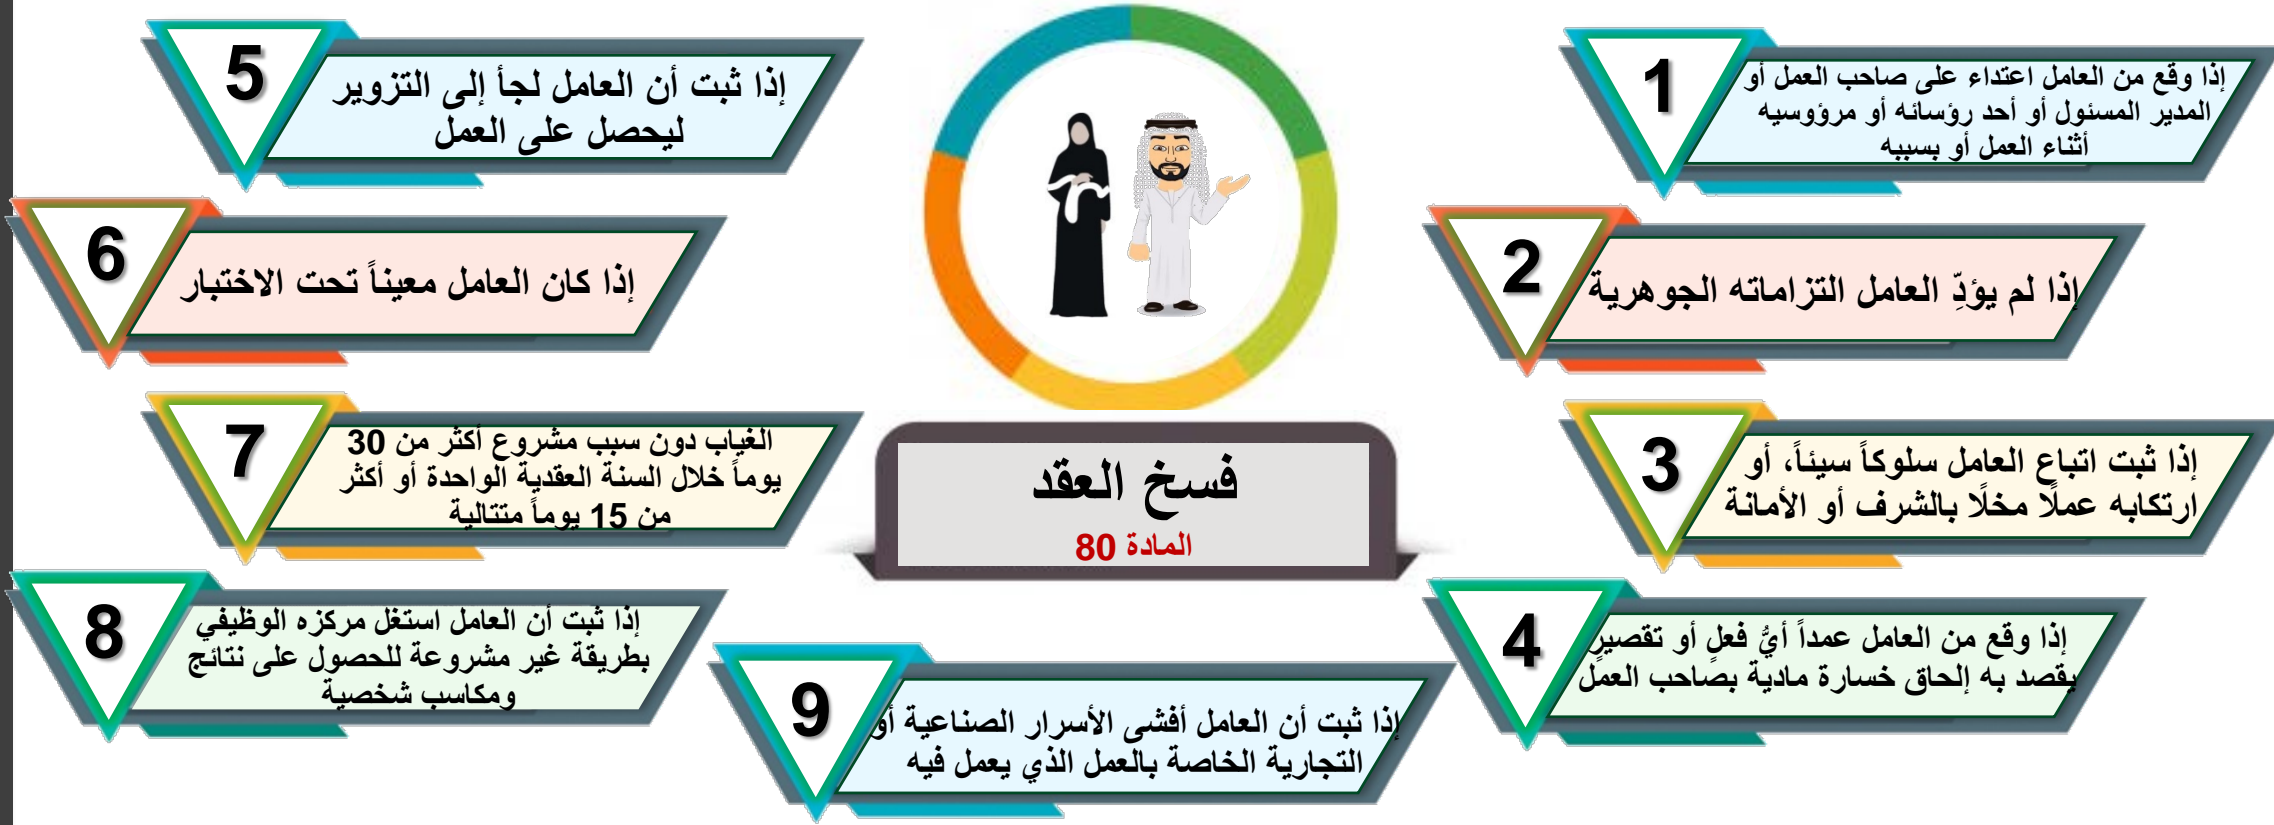 فسخ العقد
المادة 80
1
إذا وقع من العامل اعتداء على صاحب العمل أو
المدير المسئول أو أحد رؤسائه أو مرؤوسيه
أثناء العمل أو بسببه
2
إذا لم يؤدِّ العامل التزاماته الجوهرية
3
إذا ثبت اتباع العامل سلوكاً سيئاً، أو
ارتكابه عملًا مخلًا بالشرف أو الأمانة
4
إذا وقع من العامل عمداً أيُّ فعلٍ أو تقصيرٍ
يقصد به إلحاق خسارة مادية بصاحب العمل
5
إذا ثبت أن العامل لجأ إلى التزوير
ليحصل على العمل
6
إذا كان العامل معيناً تحت الاختبار
7
الغياب دون سبب مشروع أكثر من 30
يوماً خلال السنة العقدية الواحدة أو أكثر
من 15 يوماً متتالية
8
إذا ثبت أن العامل استغل مركزه الوظيفي
بطريقة غير مشروعة للحصول على نتائج
ومكاسب شخصية
9
إذا ثبت أن العامل أفشى الأسرار الصناعية أو
التجارية الخاصة بالعمل الذي يعمل فيه